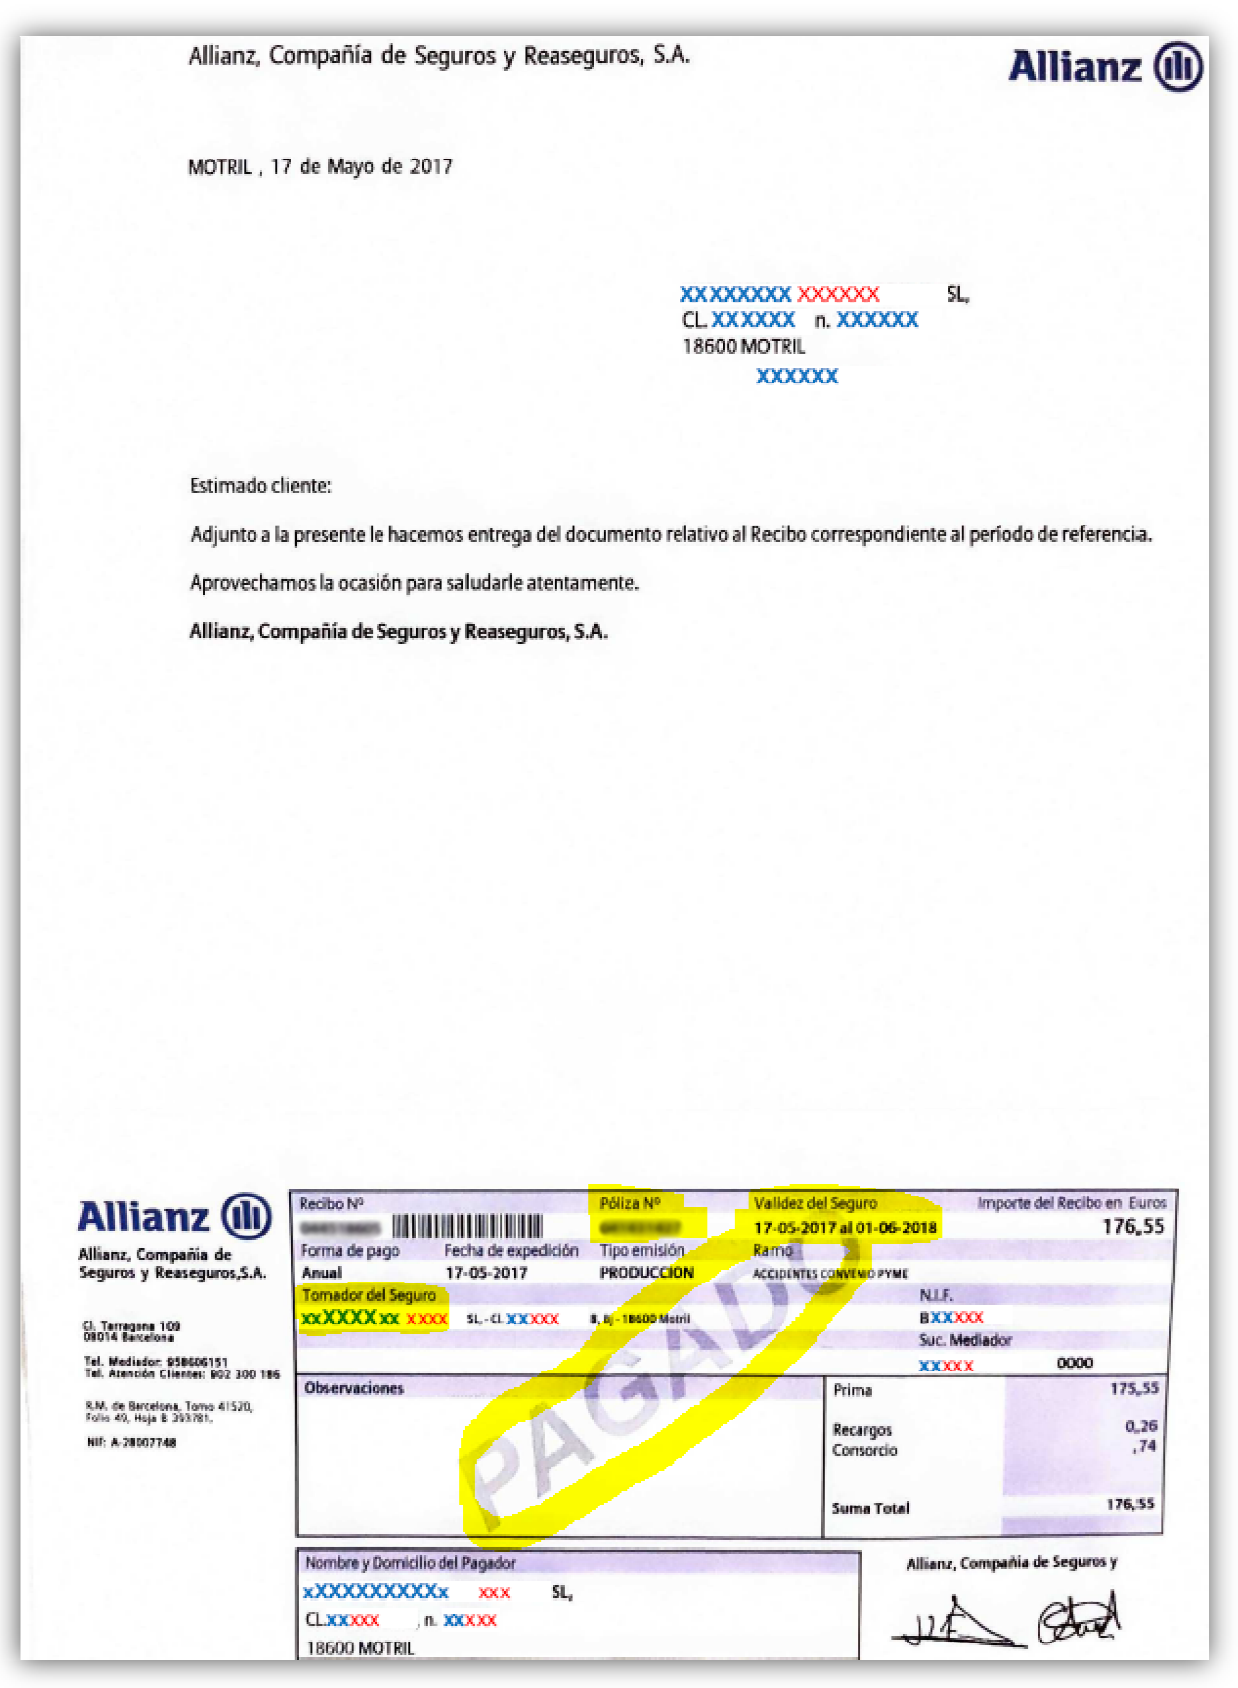 Allianz, Compañía de Seguros y Reaseguros, S.A.
Allianz
MOTRIL , 17 de Mayo de 2017
XXXXXXXX XXXXXX SL,
CL. XXXXXX n. XXXXXX
18600 MOTRIL
XXXXXX
Estimado cliente:
Adjunto a la presente le hacemos entrega del documento relativo al Recibo correspondiente al período de referencia.
Aprovechamos la ocasión para saludarle atentamente.
Allianz, Compañía de Seguros y Reaseguros, S.A.
Allianz
Allianz, Compañía de
Seguros y Reaseguros,S.A.
Cl. Tarragona 109
08014 Barcelona
Tel. Mediador: 958606151
Tel. Atención Clientes: 902 300 186
R.M. de Barcelona, Tomo 41520,
Folio 49, Hoja B 393781,
NIF: A-28007748
Recibo Nº Póliza Nº Validez del Seguro Importe del Recibo en Euros
17-05-2017 al 01-06-2018 176,55
Forma de pago Fecha de expedición Tipo emisión Ramo
Anual 17-05-2017 PRODUCCION ACCIDENTES CONVENIO PYME
Tomador del Seguro N.I.F.
xxXXXXxx XXXX SL,-Cl. XXXXX 8, Bj - 18600 Motril BXXXXX
Suc. Mediador
XXXXX 0000
Observaciones
PAGADO
Prima 175,55
Recargos 0,26
Consorcio ,74
Suma Total 176,55
Nombre y Domicilio del Pagador
xXXXXXXXXXx XXX SL,
CL.XXXXX , n. XXXXX
18600 MOTRIL
Allianz, Compañia de Seguros y